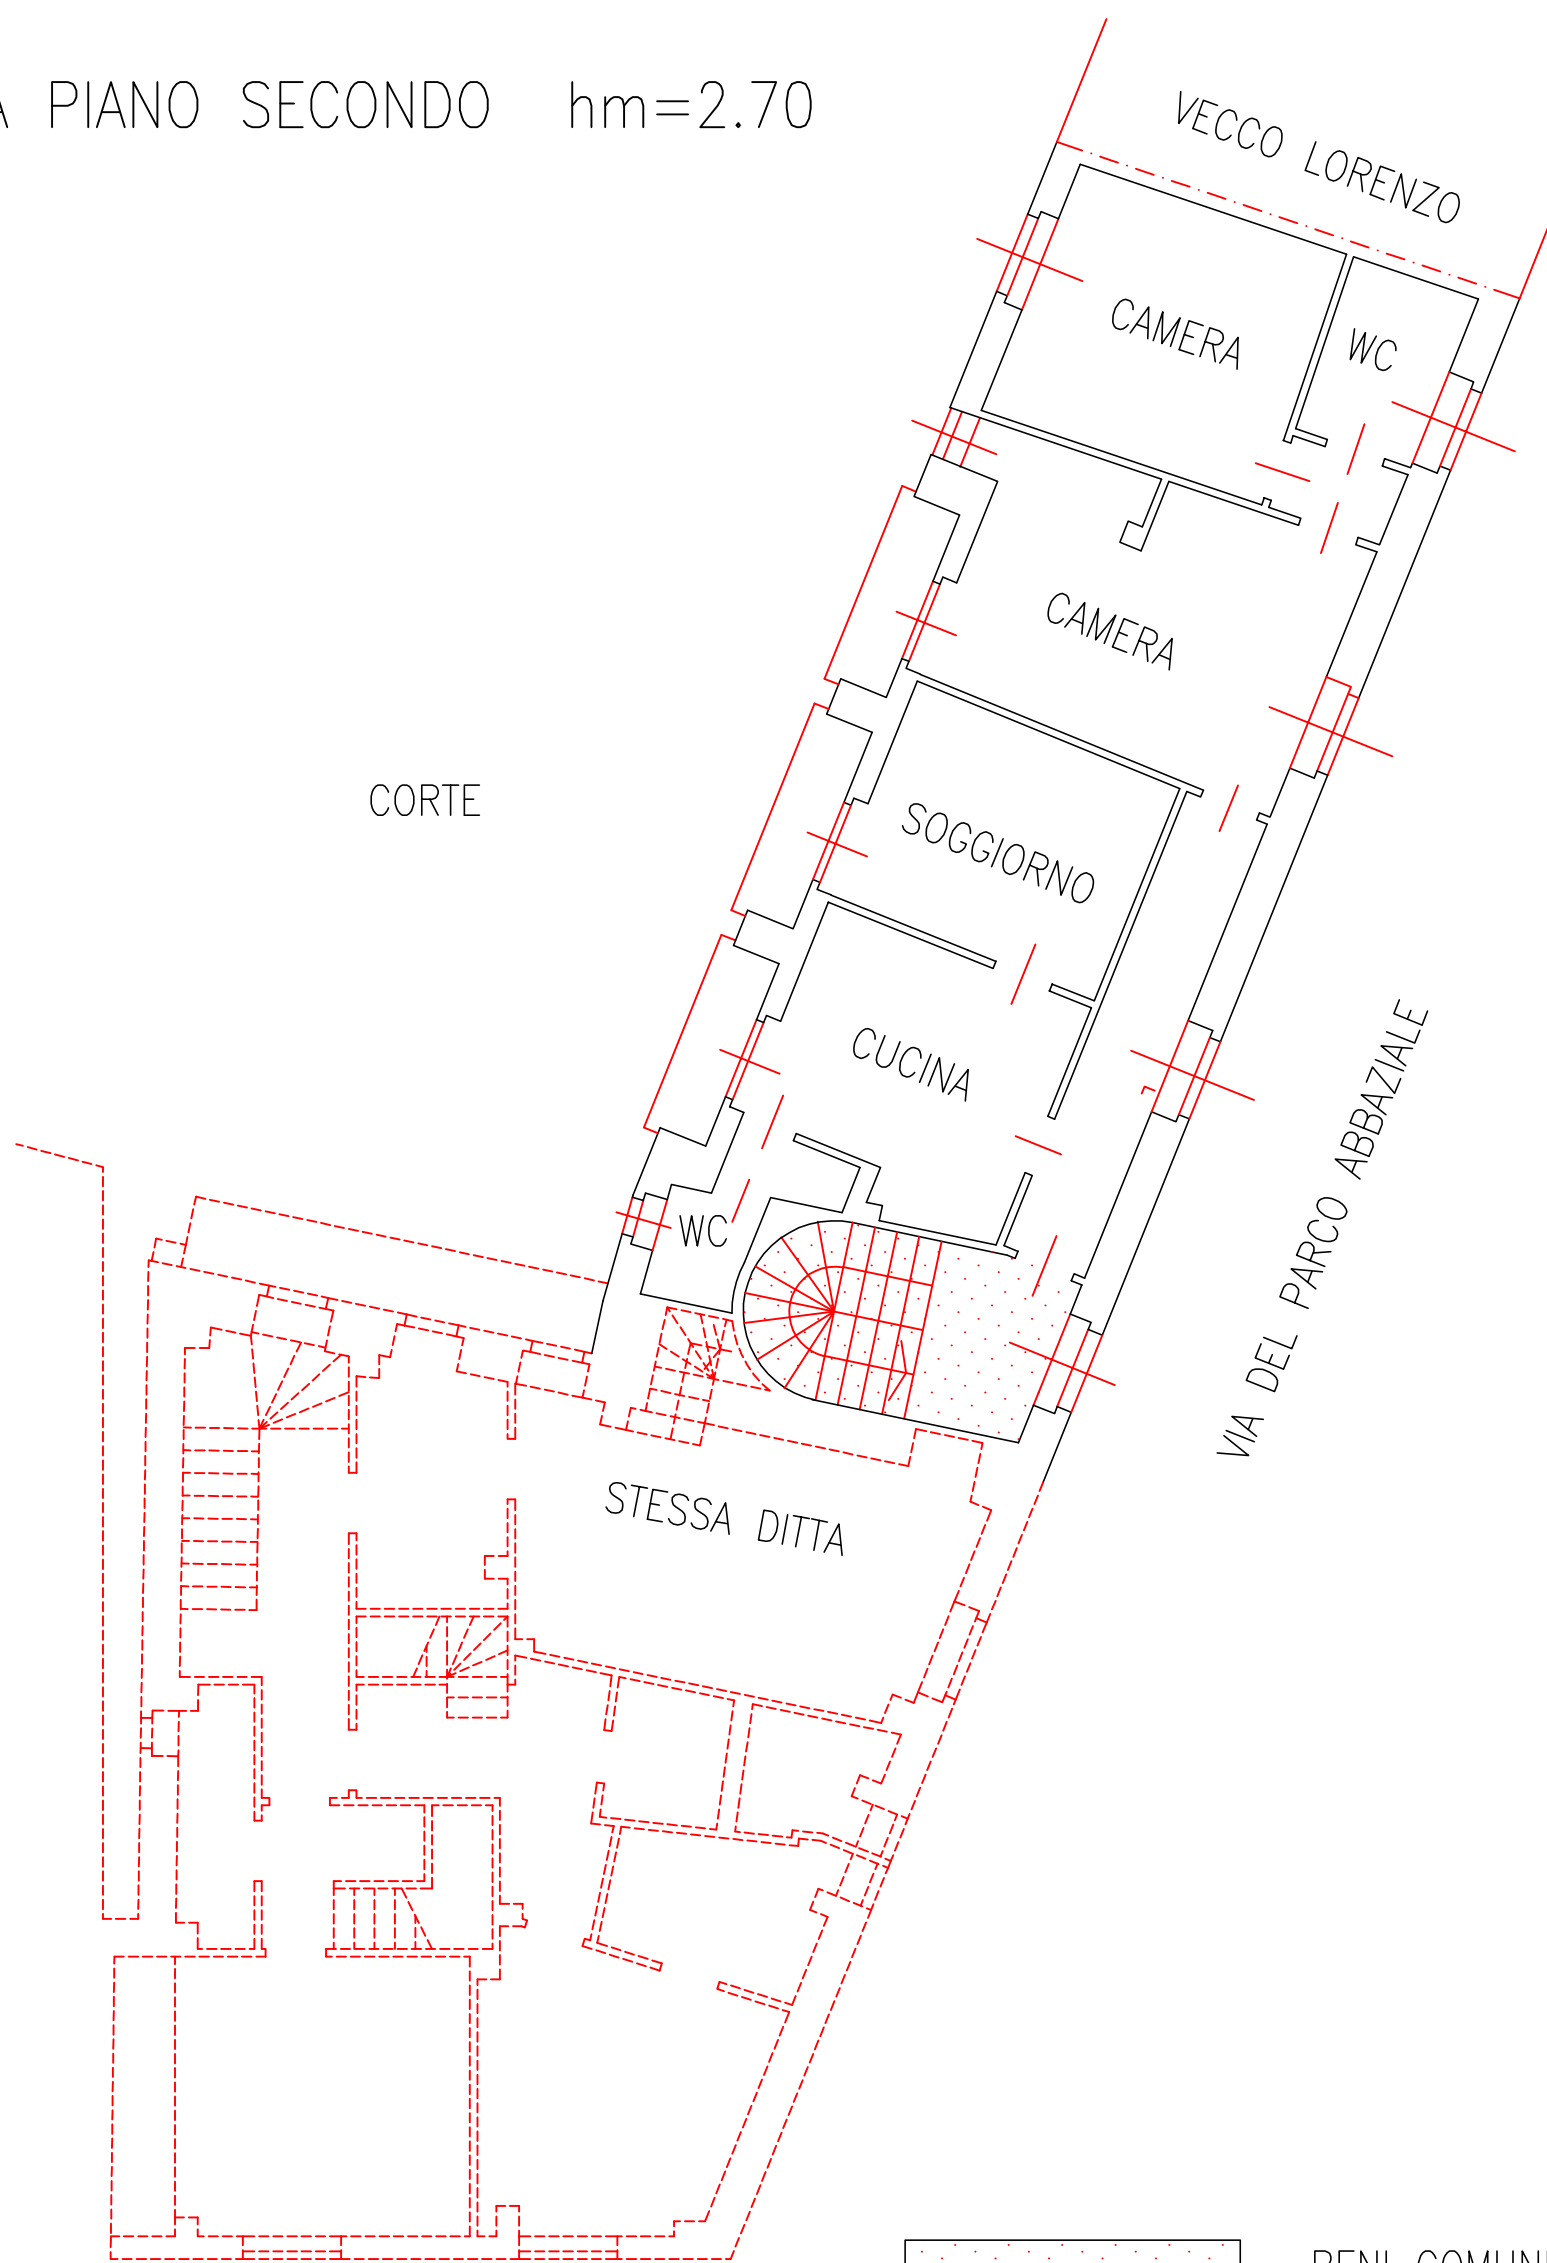 PIANO SECONDO hm=2.70
VECCO LORENZO
CAMERA
WC
CAMERA
CORTE
SOGGIORNO
CUCINA
VIA DEL PARCO ABBAZIALE
WC
STESSA DITTA
BENI